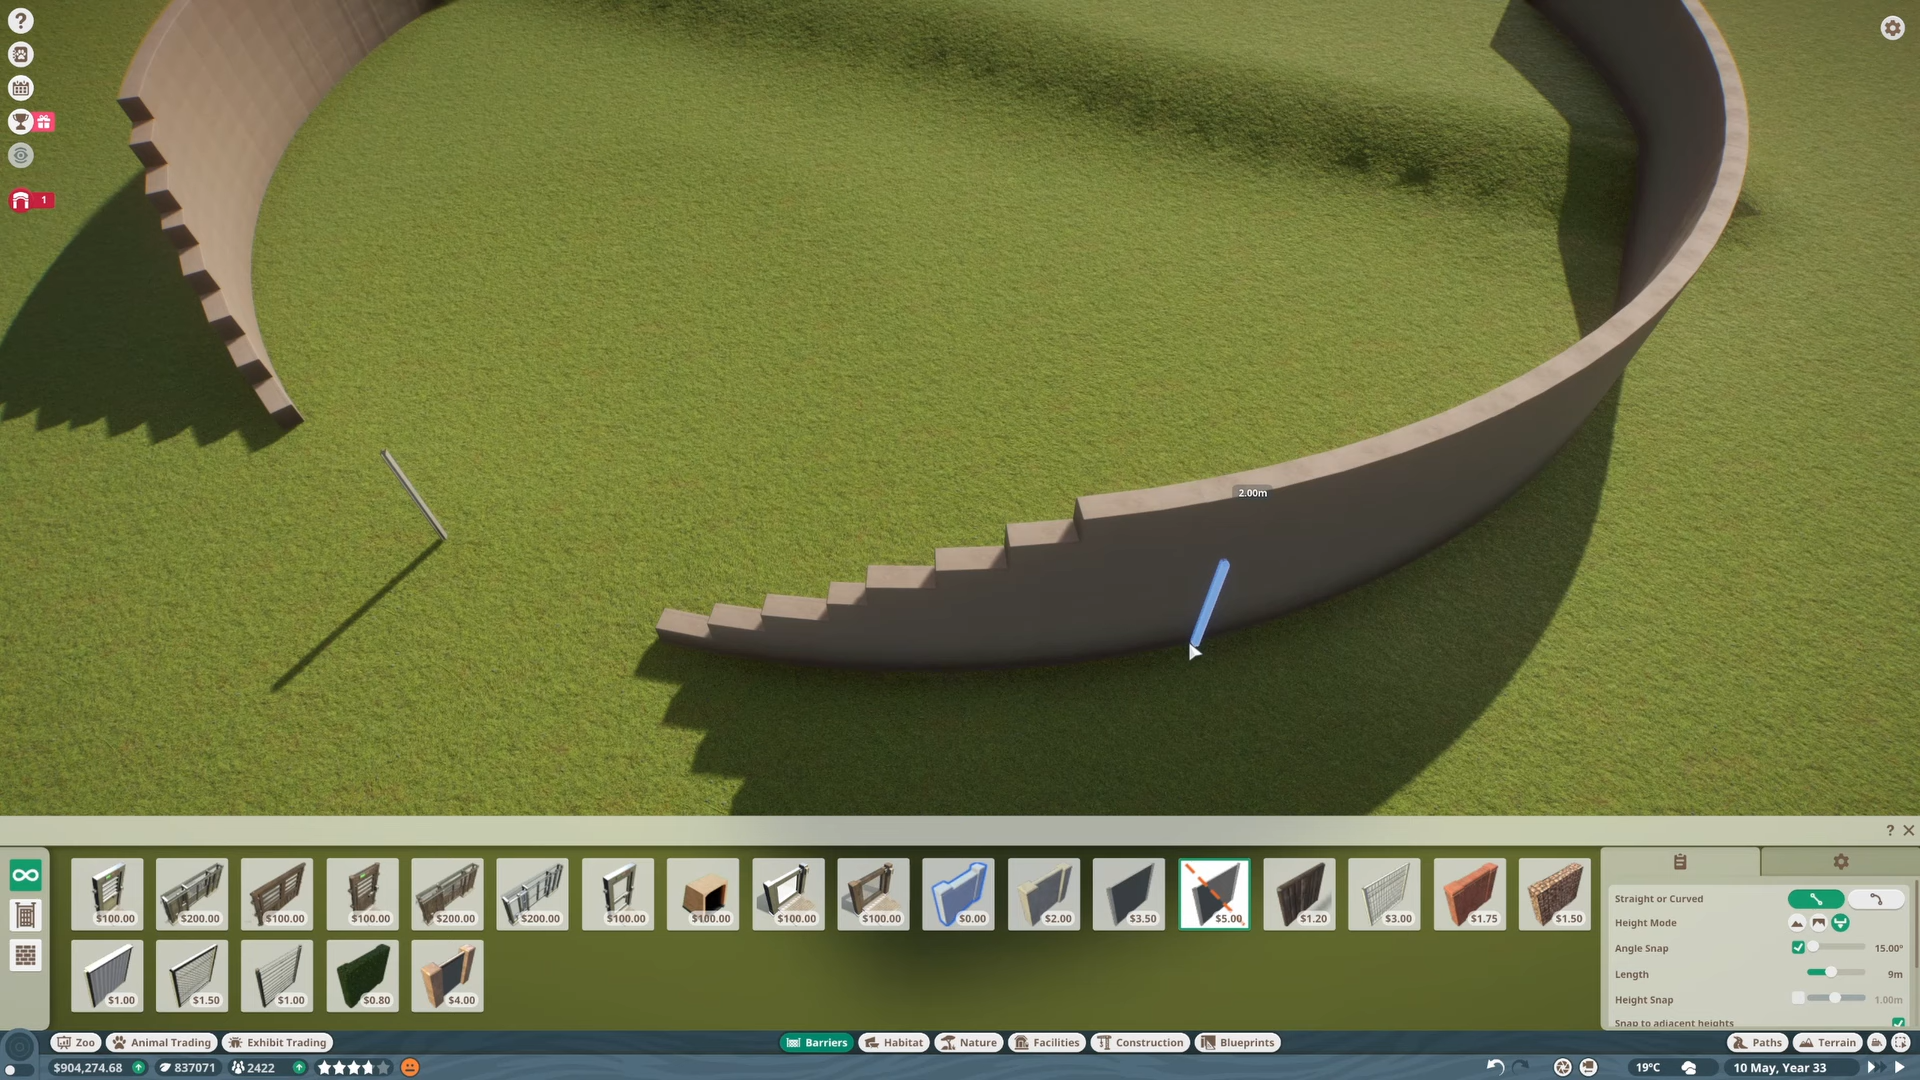 ?
1
2.00m
? ×
$100.00 $200.00 $100.00 $100.00 $200.00 $200.00 $100.00 $100.00 $100.00 $100.00 $0.00 $2.00 $3.50 $5.00 $1.20 $3.00 $1.75 $1.50
$1.00 $1.50 $1.00 $0.80 $4.00
Straight or Curved
Height Mode
Angle Snap 15.00°
Length 9m
Height Snap 1.00m
Snap to adjacent heights
Zoo Animal Trading Exhibit Trading Barriers Habitat Nature Facilities Construction Blueprints Paths Terrain
$904,274.68 837071 2422 19°C 10 May, Year 33